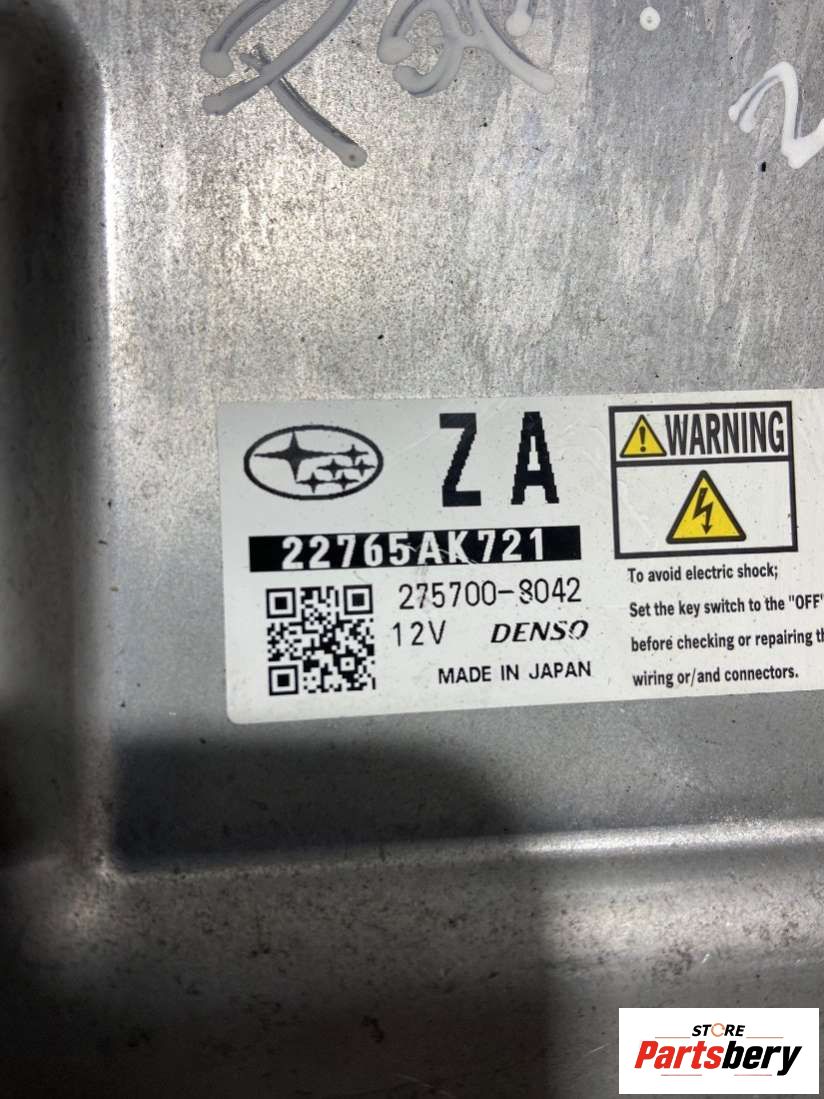 ZA
WARNING
22765AK721
275700-8042
12V DENSO
MADE IN JAPAN
To avoid electric shock;
Set the key switch to the "OFF"
before checking or repairing
wiring or/and connectors.
STORE
Partsbery